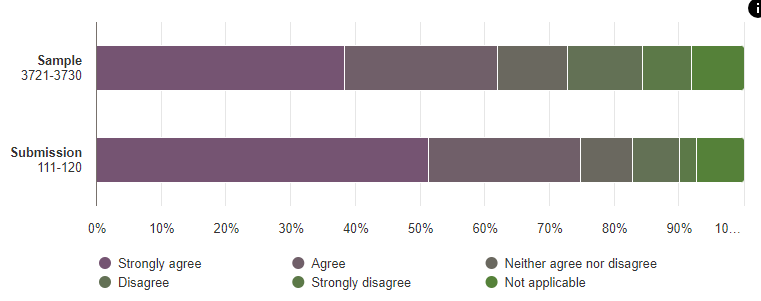 i
Sample
3721-3730
Submission
111-120
0% 10% 20% 30% 40% 50% 60% 70% 80% 90% 10...
Strongly agree Agree Neither agree nor disagree
Disagree Strongly disagree Not applicable